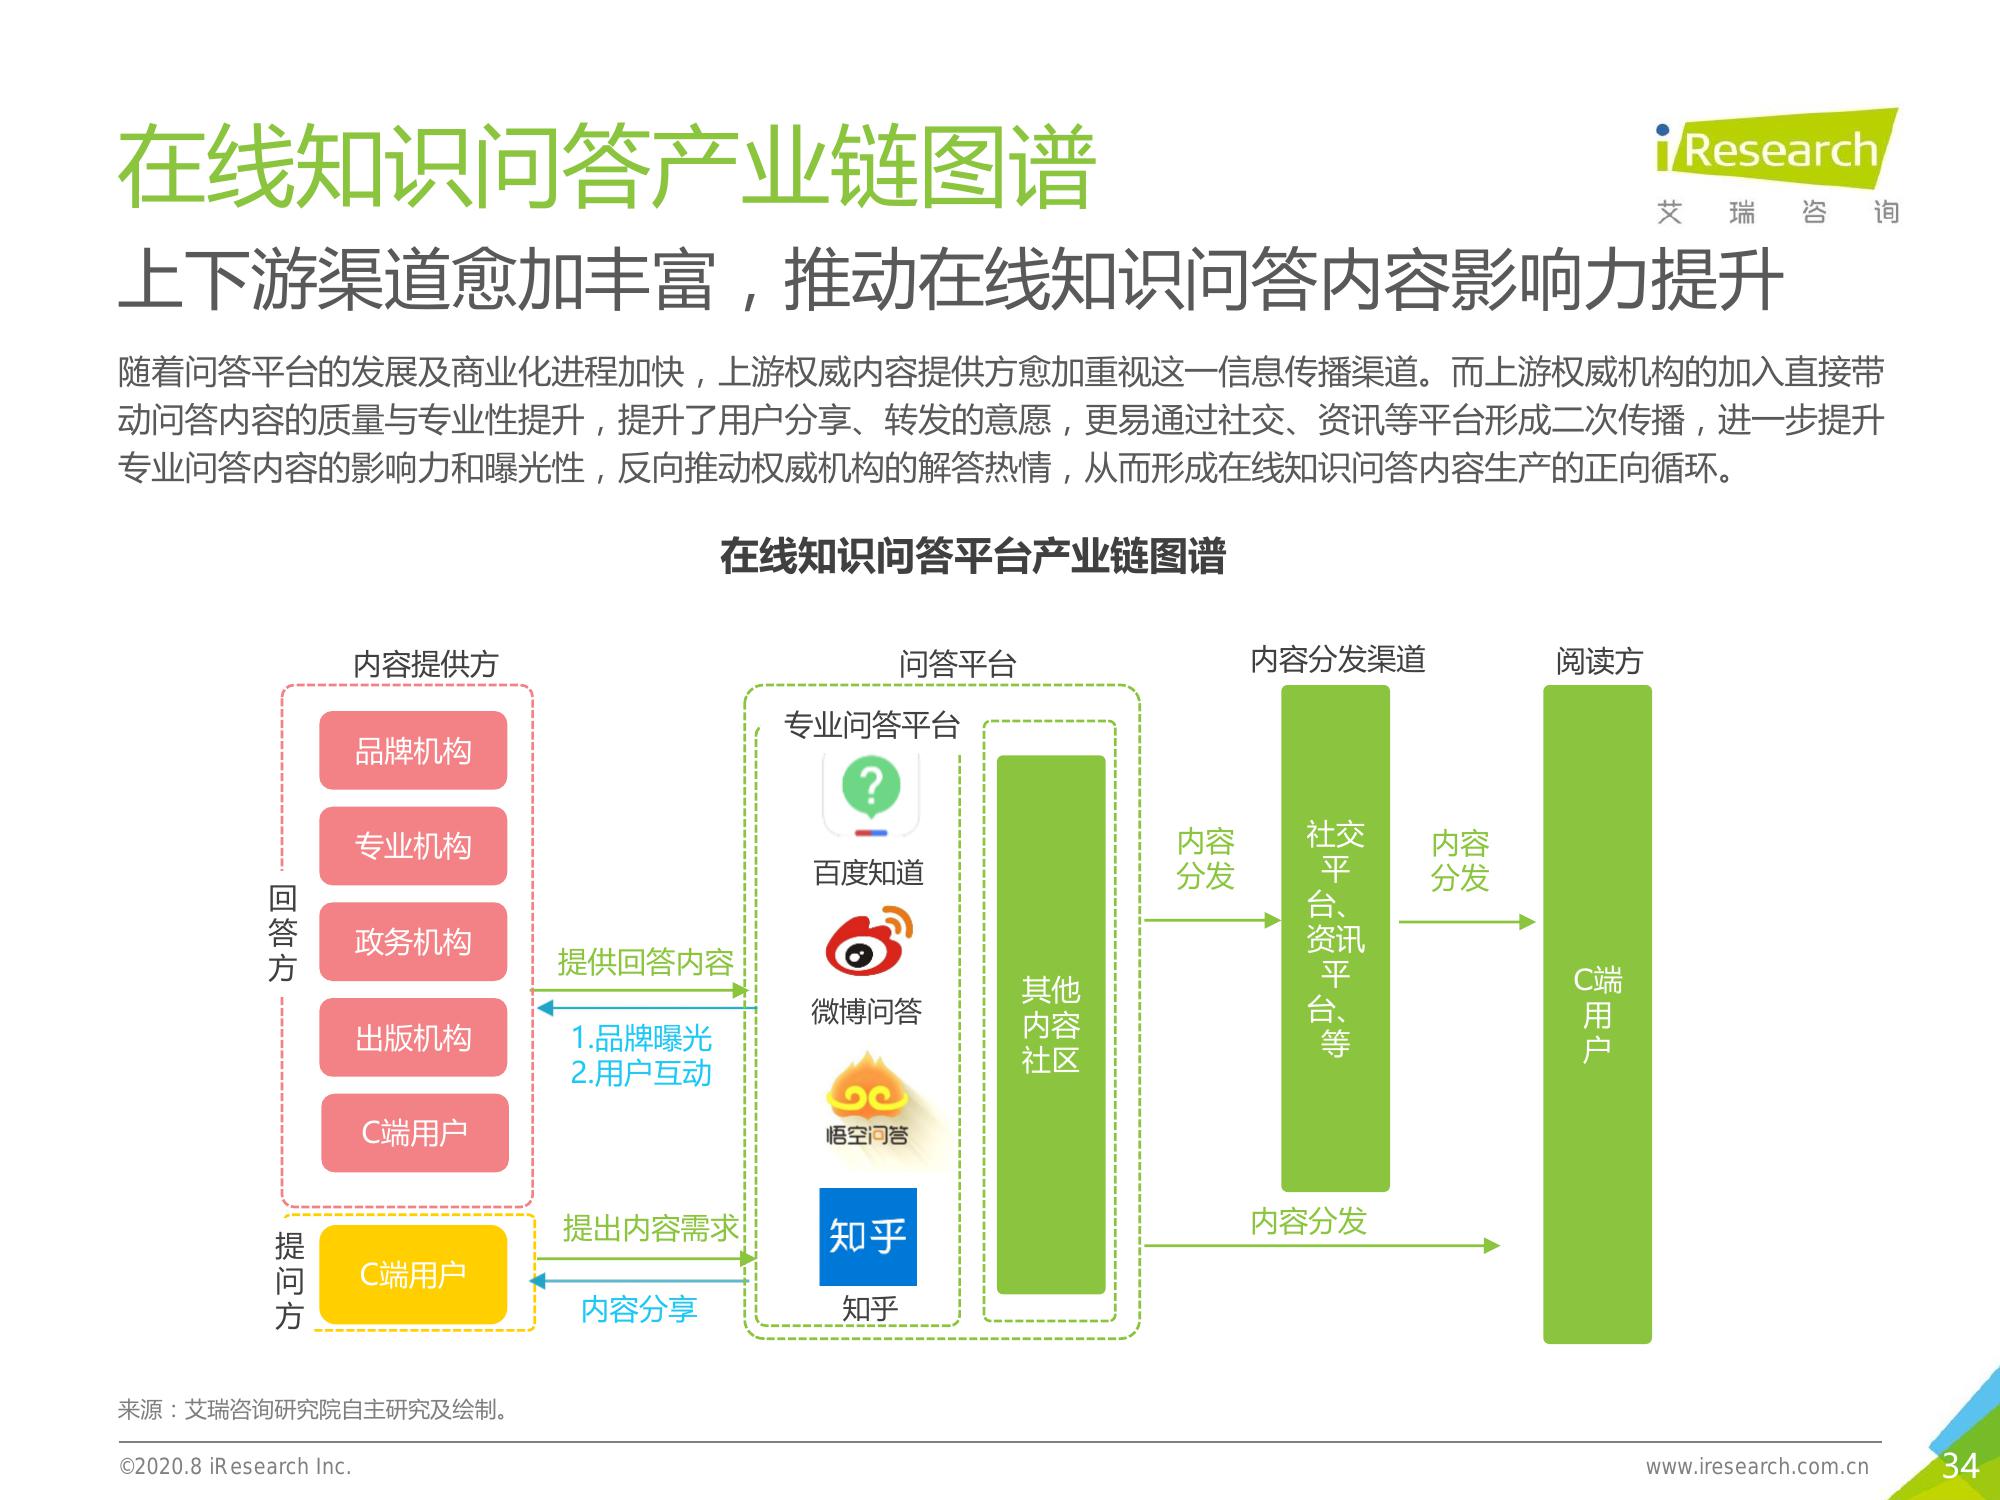 在线知识问答产业链图谱
iResearch
艾瑞咨询
上下游渠道愈加丰富，推动在线知识问答内容影响力提升
随着问答平台的发展及商业化进程加快，上游权威内容提供方愈加重视这一信息传播渠道。而上游权威机构的加入直接带
动问答内容的质量与专业性提升，提升了用户分享、转发的意愿，更易通过社交、资讯等平台形成二次传播，进一步提升
专业问答内容的影响力和曝光性，反向推动权威机构的解答热情，从而形成在线知识问答内容生产的正向循环。
在线知识问答平台产业链图谱
内容提供方
回
答
方
品牌机构
专业机构
政务机构
出版机构
C端用户
提
问
方
C端用户
提供回答内容
1.品牌曝光
2.用户互动
提出内容需求
内容分享
问答平台
专业问答平台
?
百度知道
微博问答
悟空问答
知乎
知乎
其他
内容
社区
内容
分发
内容分发渠道
社交
平
台、
资讯
平
台、
等
内容
分发
内容分发
阅读方
C端
用
户
来源：艾瑞咨询研究院自主研究及绘制。
©2020.8 iResearch Inc.
www.iresearch.com.cn
34